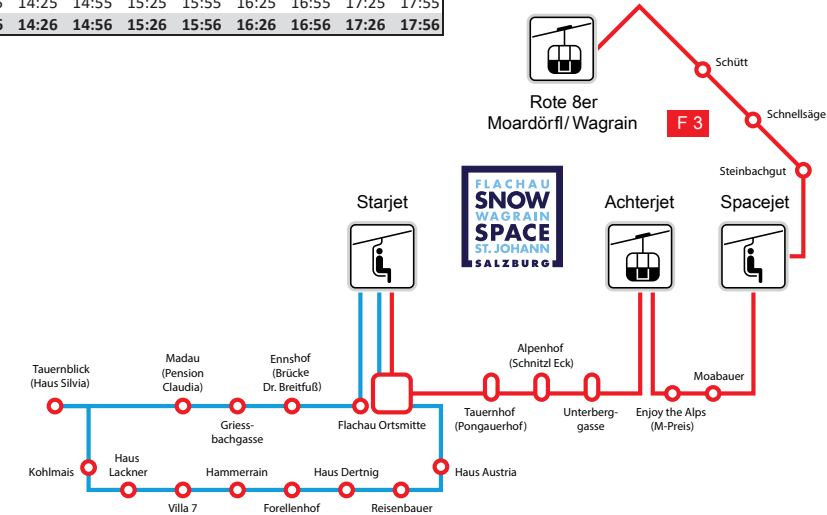 14:25 14:55 15:25 15:55 16:25 16:55 17:25 17:55
14:26 14:56 15:26 15:56 16:26 16:56 17:26 17:56
Rote 8er
Moardörfl/Wagrain
F 3
Schütt
Schnellsäge
Steinbachgut
FLACHAU
SNOW
WAGRAIN
SPACE
ST. JOHANN
SALZBURG
Starjet
Achterjet
Spacejet
Tauernblick
(Haus Silvia)
Madau
(Pension
Claudia)
Griess-
bachgasse
Ennshof
(Brücke
Dr. Breitfuß)
Flachau Ortsmitte
Tauernhof
(Pongauerhof)
Alpenhof
(Schnitzl Eck)
Unterberg-
gasse
Enjoy the Alps
(M-Preis)
Moabauer
Kohlmais
Haus
Lackner
Villa 7
Hammerrain
Forellenhof
Haus Dertnig
Reisenbauer
Haus Austria